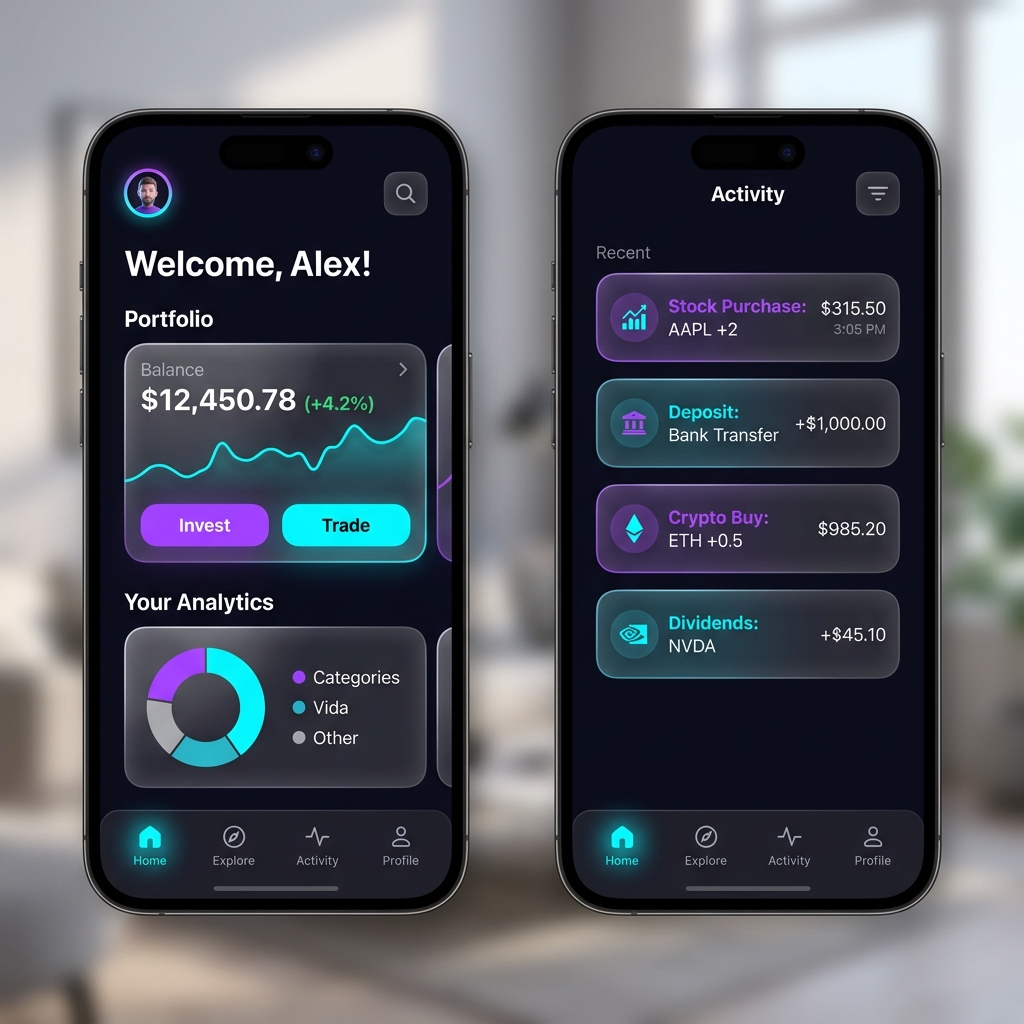 Welcome, Alex!
Portfolio
Balance
$12,450.78 (+4.2%)
Invest
Trade
Your Analytics
Categories
Vida
Other
Home
Explore
Activity
Profile
Activity
Recent
Stock Purchase: $315.50
AAPL +2 3:05 PM
Deposit:
Bank Transfer +$1,000.00
Crypto Buy:
ETH +0.5 $985.20
Dividends:
NVDA +$45.10
Home
Explore
Activity
Profile